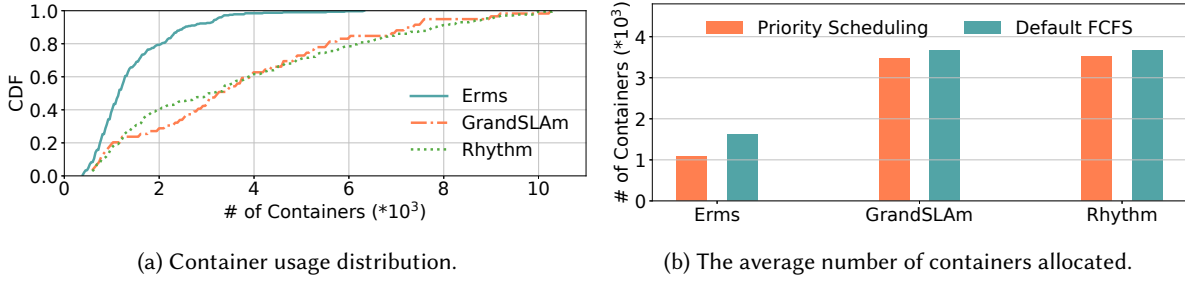 1.0
0.8
0.6
0.4
0.2
0.0
CDF
Erms
GrandSLAm
Rhythm
0 2 4 6 8 10
# of Containers (*10³)
(a) Container usage distribution.
# of Containers (*10³)
4
3
2
1
0
Priority Scheduling Default FCFS
Erms GrandSLAm Rhythm
(b) The average number of containers allocated.